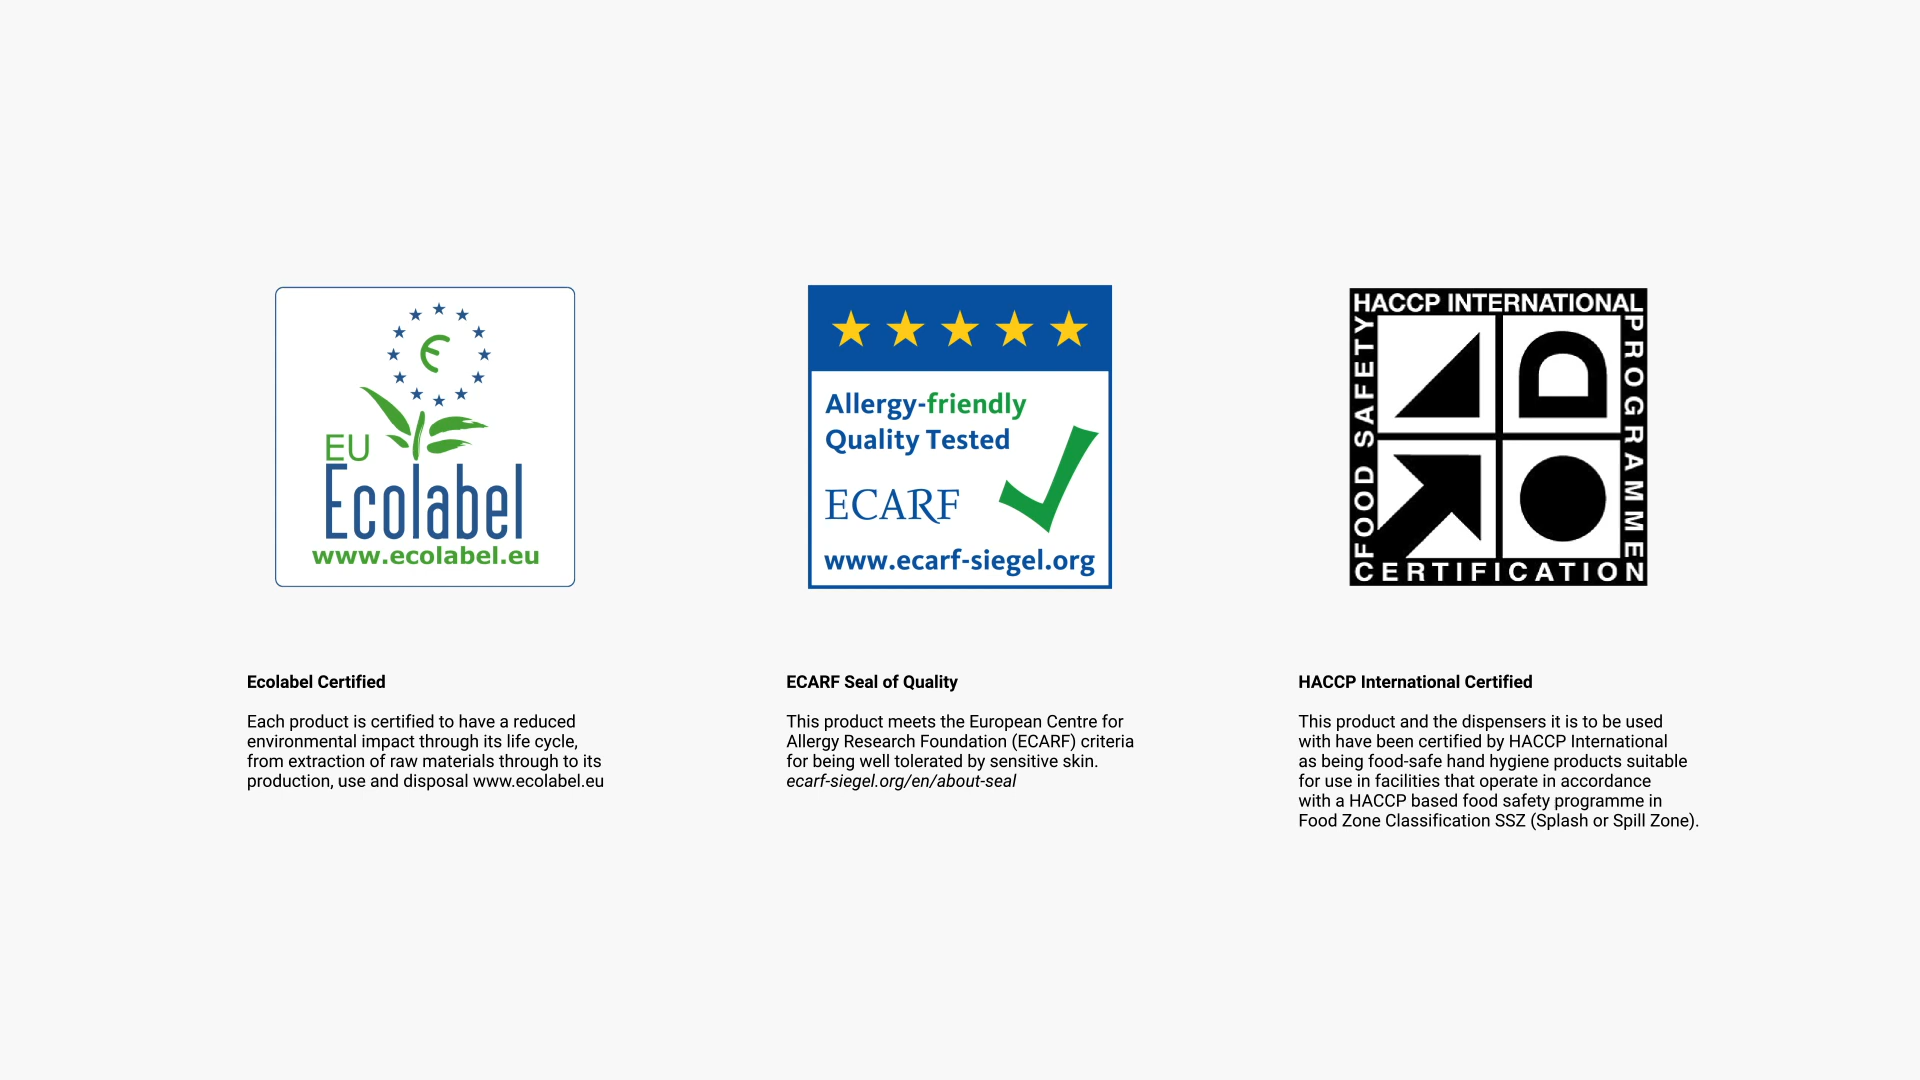 EU
Ecolabel
www.ecolabel.eu
Allergy-friendly
Quality Tested
ECARF
www.ecarf-siegel.org
HACCP INTERNATIONAL
FOOD SAFETY
PROGRAMME
CERTIFICATION
Ecolabel Certified
Each product is certified to have a reduced
environmental impact through its life cycle,
from extraction of raw materials through to its
production, use and disposal www.ecolabel.eu
ECARF Seal of Quality
This product meets the European Centre for
Allergy Research Foundation (ECARF) criteria
for being well tolerated by sensitive skin.
ecarf-siegel.org/en/about-seal
HACCP International Certified
This product and the dispensers it is to be used
with have been certified by HACCP International
as being food-safe hand hygiene products suitable
for use in facilities that operate in accordance
with a HACCP based food safety programme in
Food Zone Classification SSZ (Splash or Spill Zone).